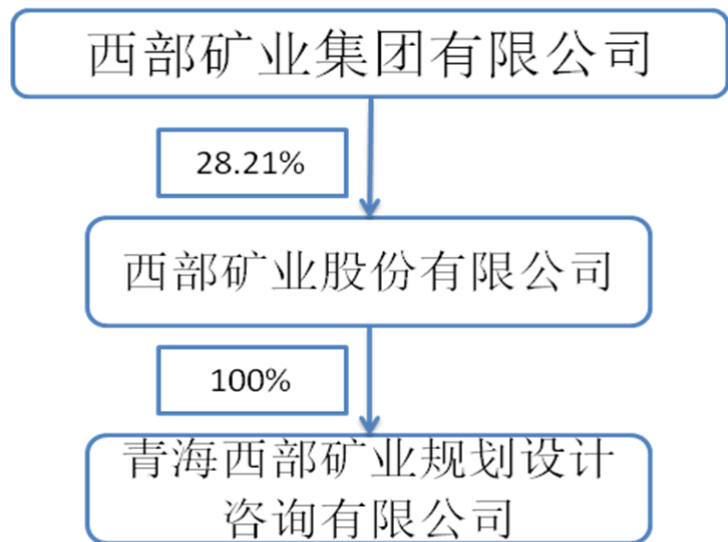 西部矿业集团有限公司
28.21%
西部矿业股份有限公司
100%
青海西部矿业规划设计
咨询有限公司